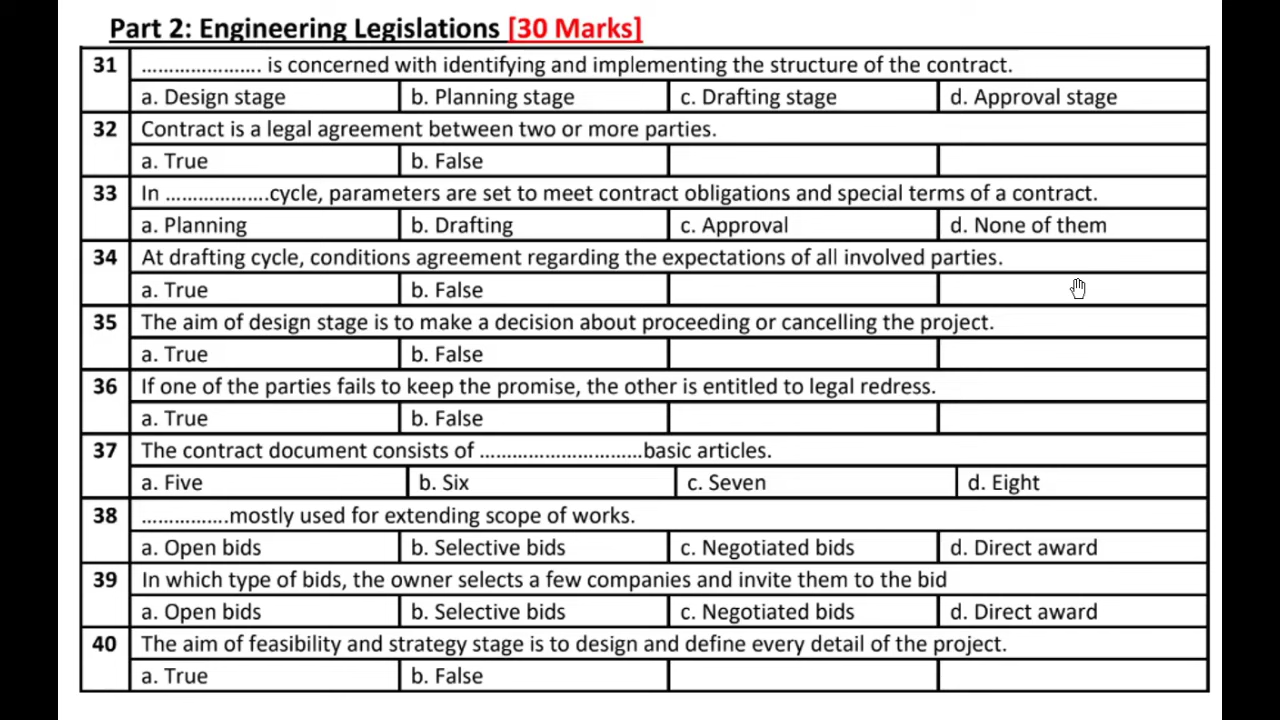 Part 2: Engineering Legislations [30 Marks]
31 ………………… is concerned with identifying and implementing the structure of the contract.
a. Design stage b. Planning stage c. Drafting stage d. Approval stage
32 Contract is a legal agreement between two or more parties.
a. True b. False
33 In ……………….cycle, parameters are set to meet contract obligations and special terms of a contract.
a. Planning b. Drafting c. Approval d. None of them
34 At drafting cycle, conditions agreement regarding the expectations of all involved parties.
a. True b. False
35 The aim of design stage is to make a decision about proceeding or cancelling the project.
a. True b. False
36 If one of the parties fails to keep the promise, the other is entitled to legal redress.
a. True b. False
37 The contract document consists of ………………………..basic articles.
a. Five b. Six c. Seven d. Eight
38 …………….mostly used for extending scope of works.
a. Open bids b. Selective bids c. Negotiated bids d. Direct award
39 In which type of bids, the owner selects a few companies and invite them to the bid
a. Open bids b. Selective bids c. Negotiated bids d. Direct award
40 The aim of feasibility and strategy stage is to design and define every detail of the project.
a. True b. False